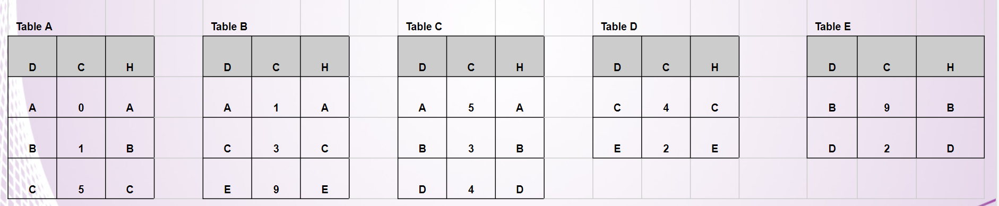 Table A Table B Table C Table D Table E
D C H D C H D C H D C H D C H
A 0 A A 1 A A 5 A C 4 C B 9 B
B 1 B C 3 C B 3 B E 2 E D 2 D
C 5 C E 9 E D 4 D